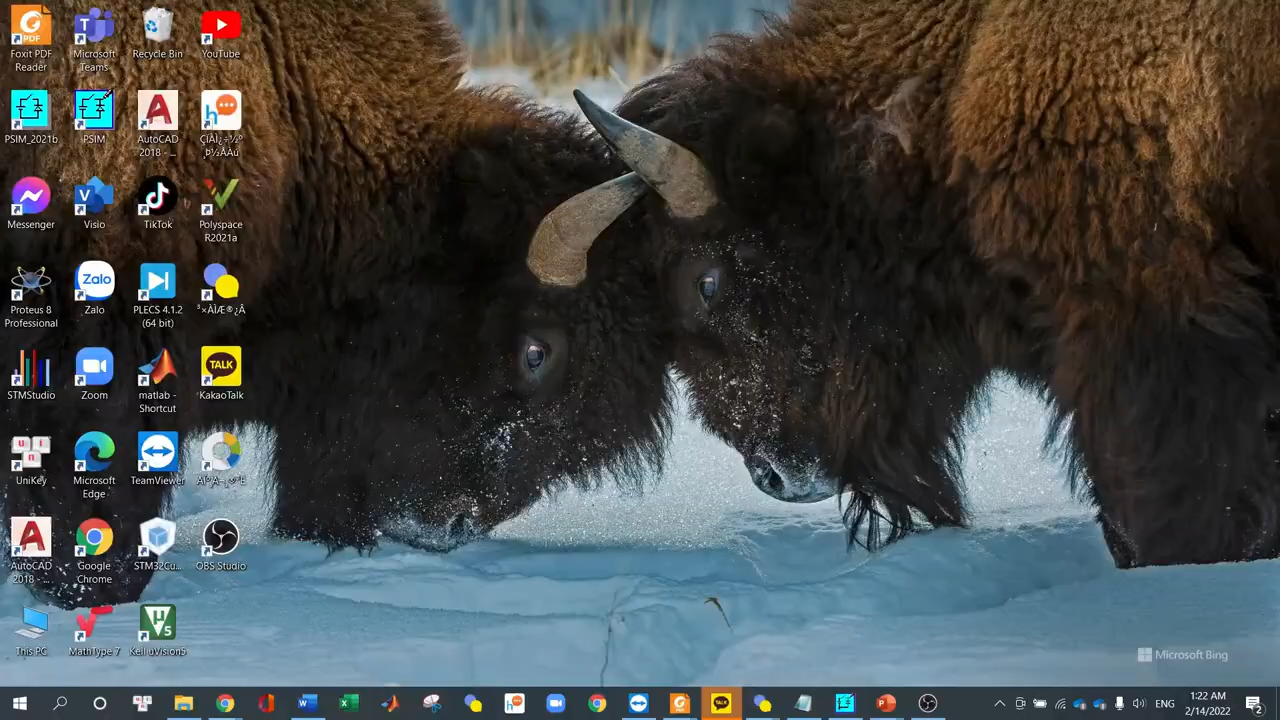 Foxit PDF
Reader
Microsoft
Teams
Recycle Bin
YouTube
PSIM_2021b
PSIM
AutoCAD
2018 - ...
Messenger
Visio
TikTok
Polyspace
R2021a
Proteus 8
Professional
Zalo
Zalo
PLECS 4.1.2
(64 bit)
STMStudio
Zoom
matlab -
Shortcut
TALK
KakaoTalk
UniKey
Microsoft
Edge
TeamViewer
AutoCAD
2018 - ...
Google
Chrome
STM32Cu...
OBS Studio
This PC
MathType 7
Keil uVision5
Microsoft Bing
TALK
ENG
1:22 AM
2/14/2022
2